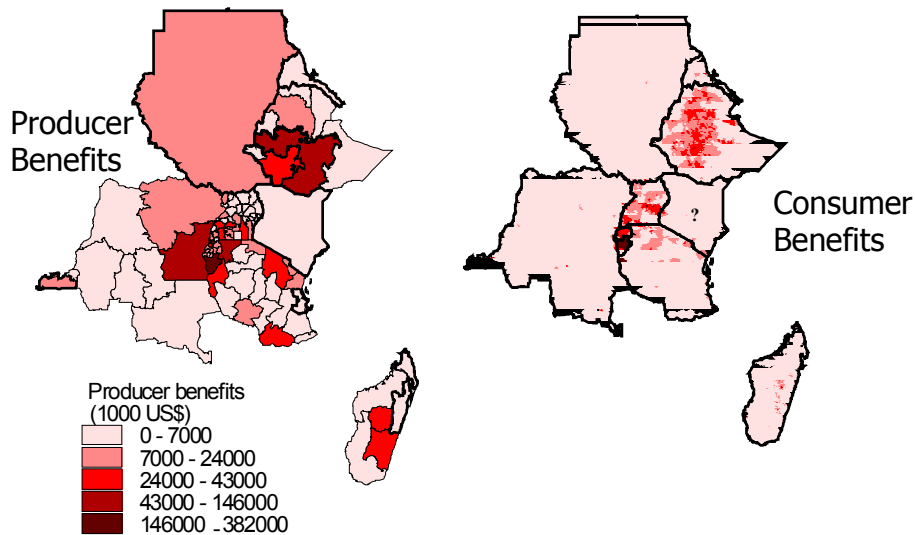 Producer
Benefits
?
Consumer
Benefits
Producer benefits
(1000 US$)
0 - 7000
7000 - 24000
24000 - 43000
43000 - 146000
146000 - 382000